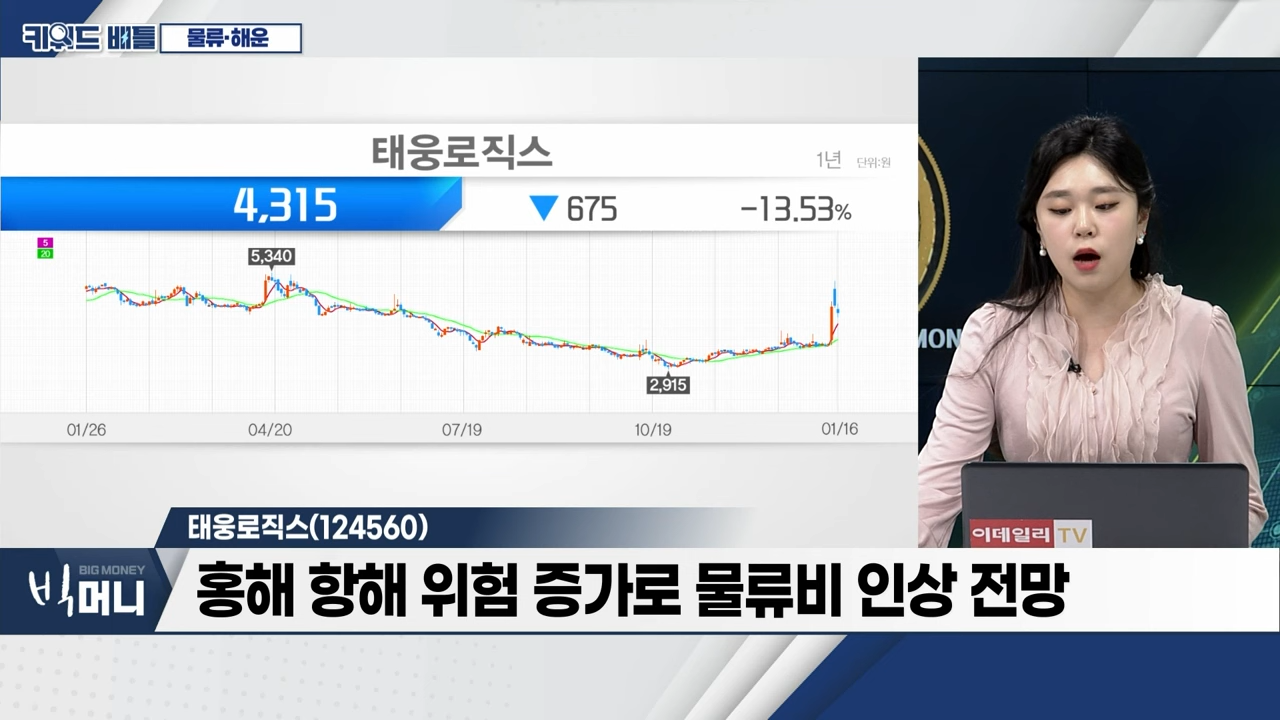 키워드 배틀 물류·해운
태웅로직스
1년 단위:원
4,315 ▼ 675 -13.53%
5
20
5,340
2,915
01/26 04/20 07/19 10/19 01/16
MON
이데일리 TV
태웅로직스(124560)
빅머니 BIG MONEY
홍해 항해 위험 증가로 물류비 인상 전망